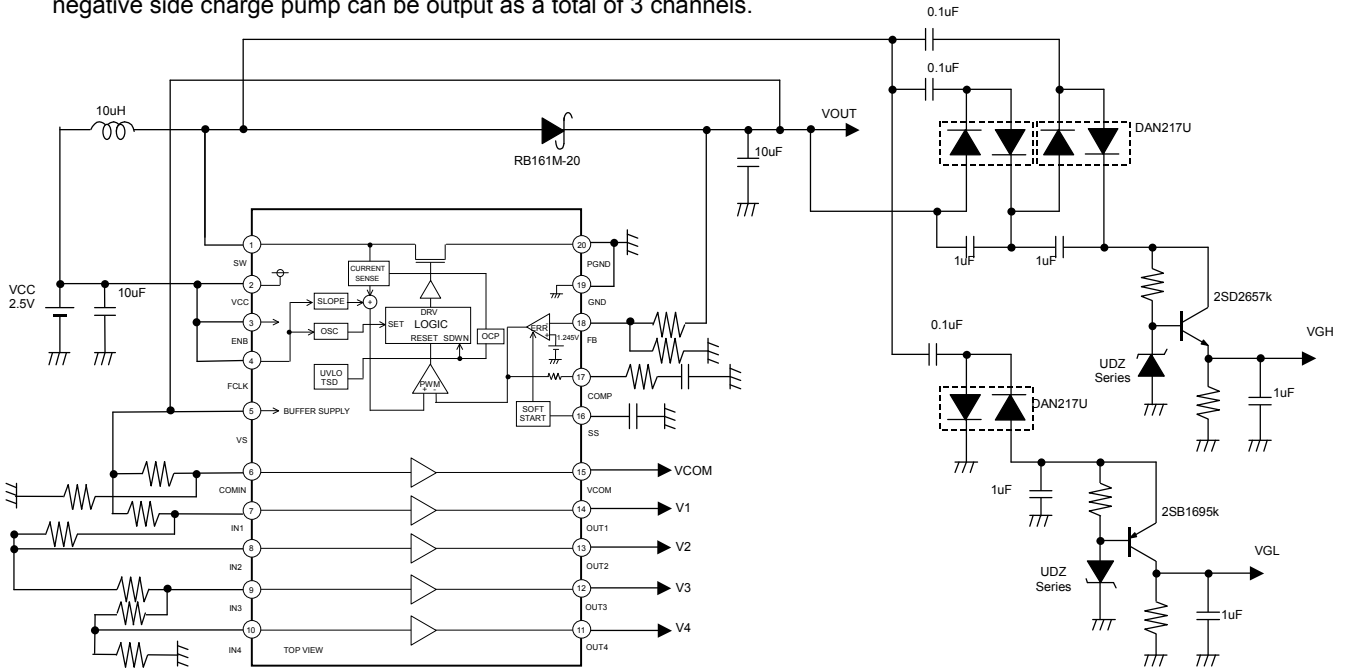 negative side charge pump can be output as a total of 3 channels.
0.1uF
0.1uF
10uH
VOUT
DAN217U
RB161M-20
10uF
1
20
SW
PGND
CURRENT
SENSE
1uF
1uF
VCC
2.5V
10uF
2
19
VCC
GND
SLOPE
+
DRV
LOGIC
SET
RESET
SDWN
OSC
OCP
ERR
+
1.245V
3
18
ENB
FB
2SD2657k
VGH
0.1uF
4
17
FCLK
COMP
UVLO
TSD
PWM
+ -
SOFT
START
UDZ
Series
1uF
5
BUFFER SUPPLY
16
VS
SS
DAN217U
6
15
VCOM
COMIN
VCOM
7
14
V1
IN1
OUT1
1uF
2SB1695k
8
13
V2
IN2
OUT2
VGL
UDZ
Series
9
12
V3
IN3
OUT3
1uF
10
11
V4
IN4
TOP VIEW
OUT4